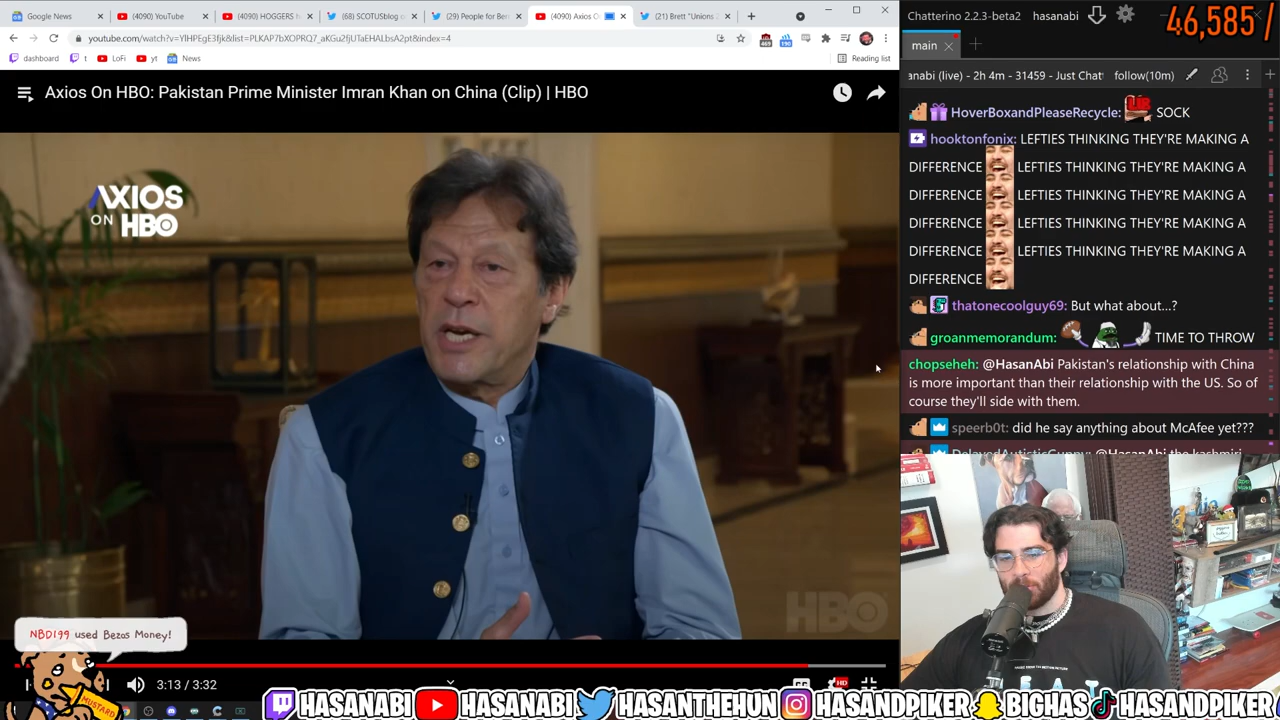 Google News
(4090) YouTube
(4090) HOGGERS
(68) SCOTUSblog o
(29) People for Ber
(4090) Axios O
(21) Brett "Unions
youtube.com/watch?v=YlHPgE3fjk&list=PLKAP7bXOPRQ7_aKGu2fjUTaEHALbsA2pt&index=4
dashboard
t
LoFi
yt
News
Reading list
Axios On HBO: Pakistan Prime Minister Imran Khan on China (Clip) | HBO
AXIOS
ON HBO
HBO
NBD199 used Bezos Money!
MUSTARD
3:13 / 3:32
HD
Chatterino 2.2.3-beta2
hasanabi
46,585 /
main
anabi (live) - 2h 4m - 31459 - Just Chat
follow(10m)
HoverBoxandPleaseRecycle: SOCK
hooktonfonix: LEFTIES THINKING THEY'RE MAKING A
DIFFERENCE LEFTIES THINKING THEY'RE MAKING A
DIFFERENCE LEFTIES THINKING THEY'RE MAKING A
DIFFERENCE LEFTIES THINKING THEY'RE MAKING A
DIFFERENCE LEFTIES THINKING THEY'RE MAKING A
DIFFERENCE
thatonecoolguy69: But what about...?
groanmemorandum: TIME TO THROW
chopseheh: @HasanAbi Pakistan's relationship with China
is more important than their relationship with the US. So of
course they'll side with them.
speerb0t: did he say anything about McAfee yet???
HASANABI HASANABI HASANTHEHUN HASANDPIKER BIGHAS HASANDPIKER